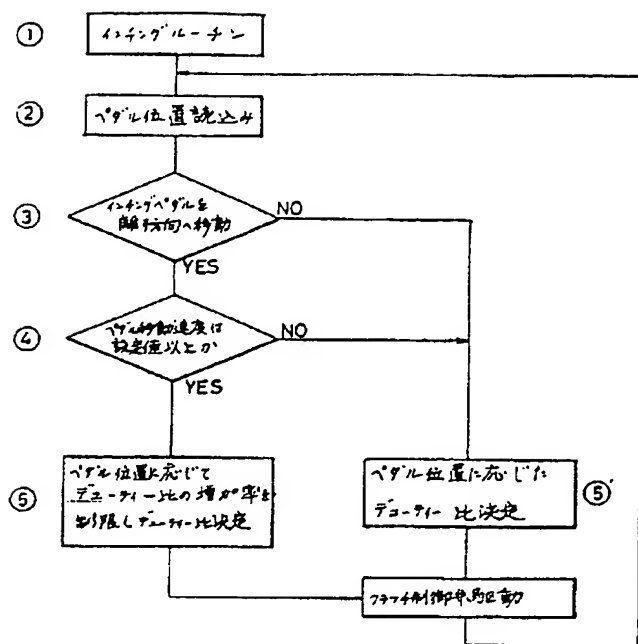 ①
インチングルーチン
②
ペダル位置読込み
③
インチングペダルを
離す方向へ移動
NO
YES
④
ペダル移動速度は
設定値以上か
NO
YES
⑤
ペダル位置に応じて
デューティー比の増加率を
制限しデューティー比決定
ペダル位置に応じた
デューティー比決定
⑤'
クラッチ制御弁駆動